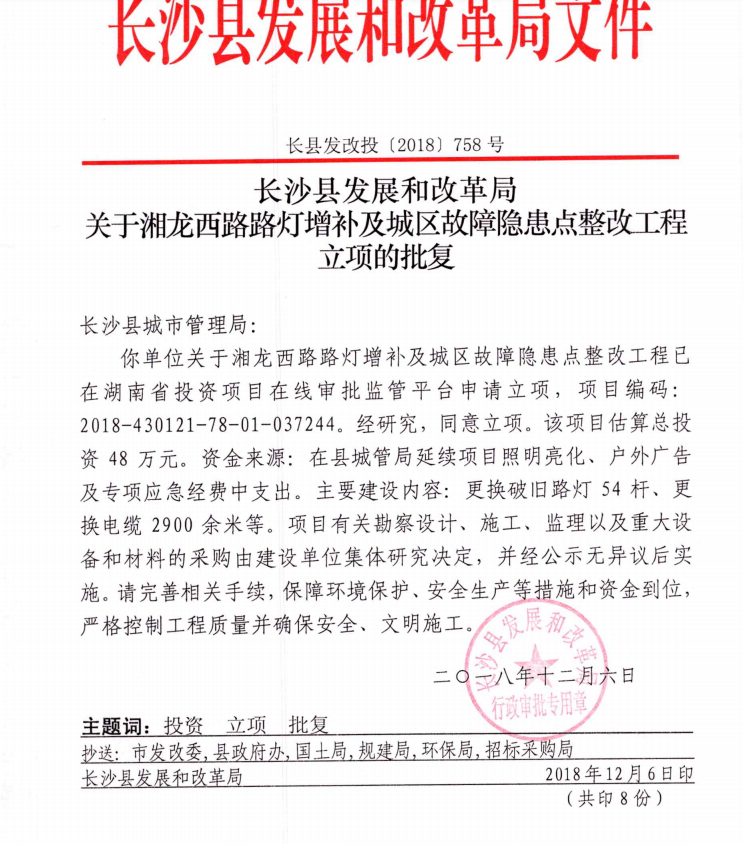 长沙县发展和改革局文件
长县发改投〔2018〕758 号
长沙县发展和改革局
关于湘龙西路路灯增补及城区故障隐患点整改工程
立项的批复
长沙县城市管理局:
你单位关于湘龙西路路灯增补及城区故障隐患点整改工程已
在湖南省投资项目在线审批监管平台申请立项，项目编码：
2018-430121-78-01-037244。经研究，同意立项。该项目估算总投
资 48 万元。资金来源：在县城管局延续项目照明亮化、户外广告
及专项应急经费中支出。主要建设内容：更换破旧路灯 54 杆、更
换电缆 2900 余米等。项目有关勘察设计、施工、监理以及重大设
备和材料的采购由建设单位集体研究决定，并经公示无异议后实
施。请完善相关手续，保障环境保护、安全生产等措施和资金到位，
严格控制工程质量并确保安全、文明施工。
二〇一八年十二月六日
长沙县发展和改革局
行政审批专用章
主题词：投资 立项 批复
抄送：市发改委，县政府办，国土局，规建局，环保局，招标采购局
长沙县发展和改革局 2018年12月6日印
（共印8份）